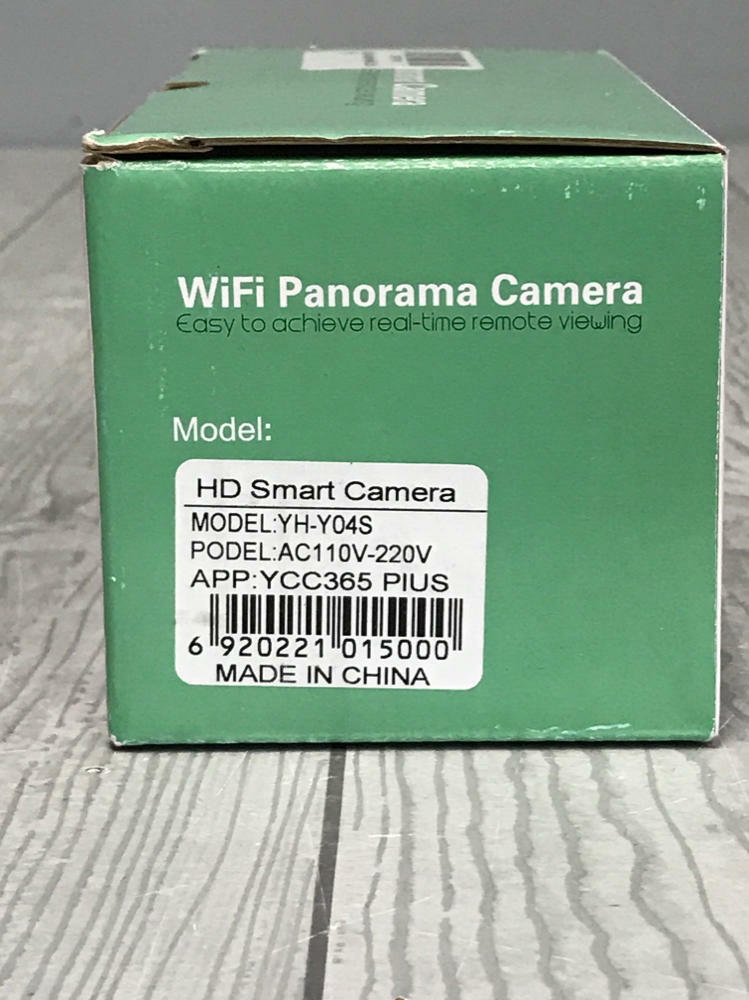 WiFi Panorama Camera
Easy to achieve real-time remote viewing
Model:
HD Smart Camera
MODEL:YH-Y04S
PODEL:AC110V-220V
APP:YCC365 PIUS
6 920221 015000
MADE IN CHINA